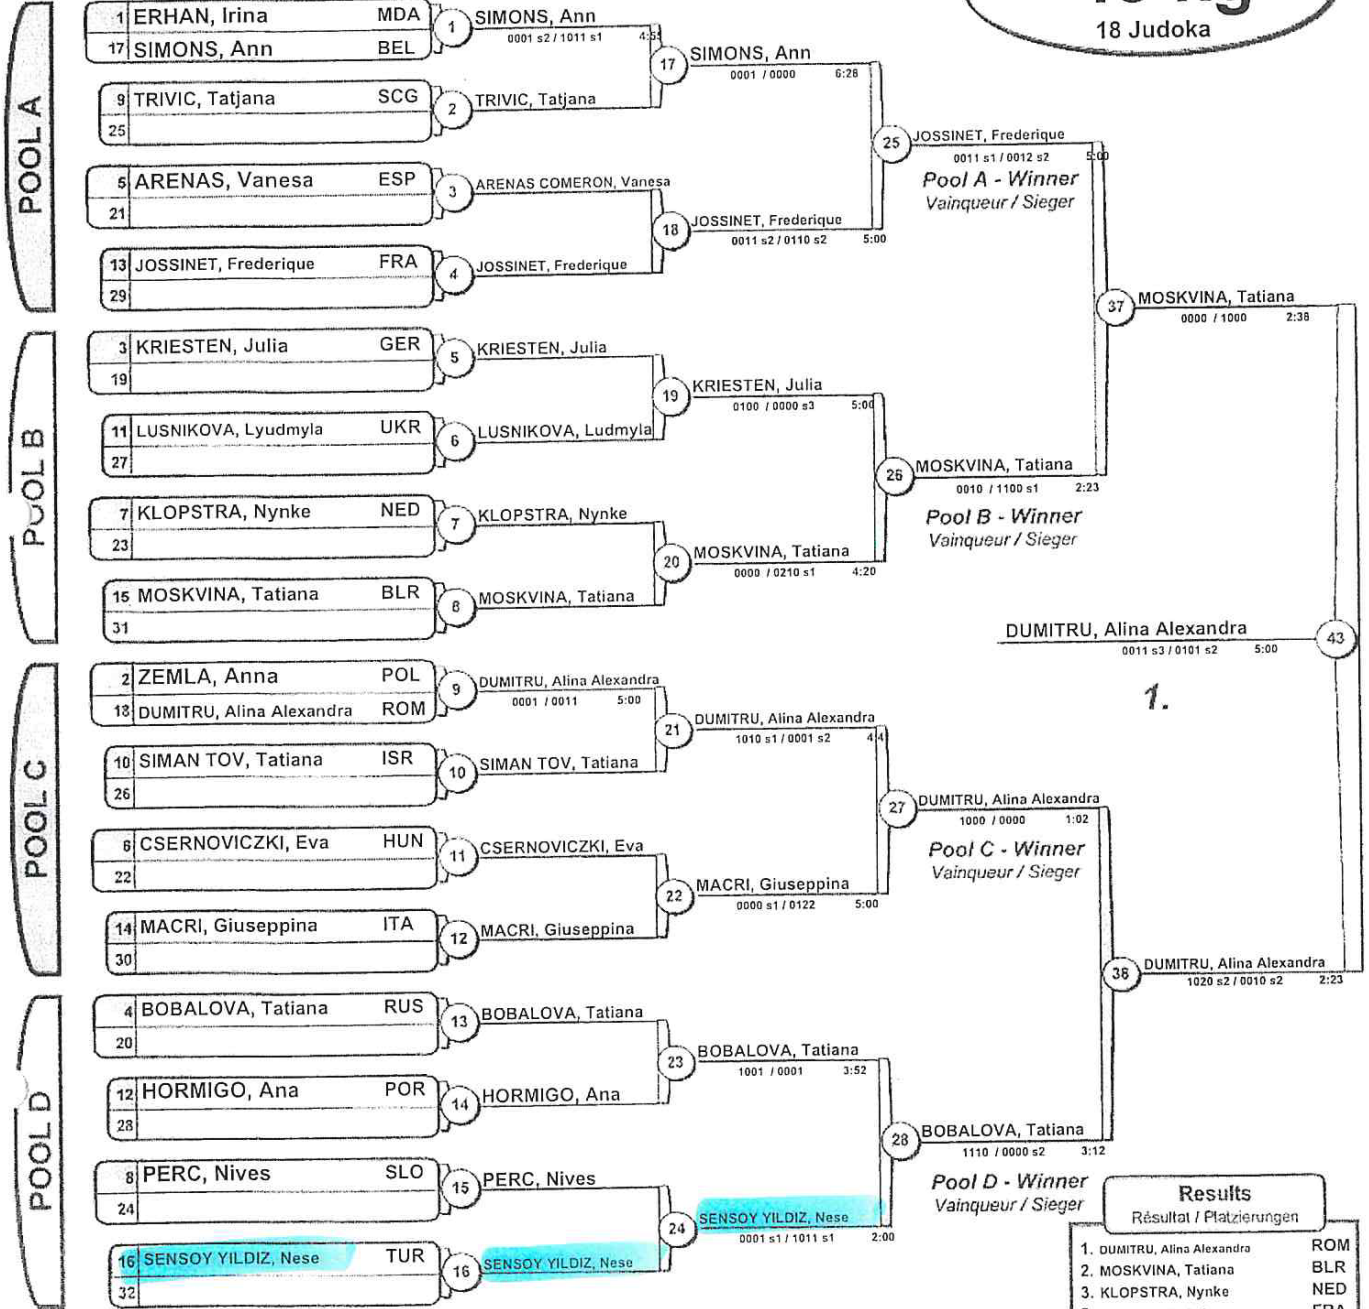 18 Judoka
POOL A
1 ERHAN, Irina MDA
17 SIMONS, Ann BEL
1 SIMONS, Ann
0001 s2 / 1011 s1
9 TRIVIC, Tatjana SCG
25
2 TRIVIC, Tatjana
17 SIMONS, Ann
0001 / 0000 6:28
5 ARENAS, Vanesa ESP
21
3 ARENAS COMERON, Vanesa
13 JOSSINET, Frederique FRA
29
4 JOSSINET, Frederique
18 JOSSINET, Frederique
0011 s2 / 0110 s2 5:00
25 JOSSINET, Frederique
0011 s1 / 0012 s2 5:00
Pool A - Winner
Vainqueur / Sieger
POOL B
3 KRIESTEN, Julia GER
19
5 KRIESTEN, Julia
11 LUSNIKOVA, Lyudmyla UKR
27
6 LUSNIKOVA, Ludmyla
19 KRIESTEN, Julia
0100 / 0000 s3 5:00
7 KLOPSTRA, Nynke NED
23
7 KLOPSTRA, Nynke
15 MOSKVINA, Tatiana BLR
31
8 MOSKVINA, Tatiana
20 MOSKVINA, Tatiana
0000 / 0210 s1 4:20
26 MOSKVINA, Tatiana
0010 / 1100 s1 2:23
Pool B - Winner
Vainqueur / Sieger
37 MOSKVINA, Tatiana
0000 / 1000 2:38
DUMITRU, Alina Alexandra 43
0011 s3 / 0101 s2 5:00
1.
POOL C
2 ZEMLA, Anna POL
18 DUMITRU, Alina Alexandra ROM
9 DUMITRU, Alina Alexandra
0001 / 0011 5:00
10 SIMAN TOV, Tatiana ISR
26
10 SIMAN TOV, Tatiana
21 DUMITRU, Alina Alexandra
1010 s1 / 0001 s2
6 CSERNOVICZKI, Eva HUN
22
11 CSERNOVICZKI, Eva
14 MACRI, Giuseppina ITA
30
12 MACRI, Giuseppina
22 MACRI, Giuseppina
0000 s1 / 0122 5:00
27 DUMITRU, Alina Alexandra
1000 / 0000 1:02
Pool C - Winner
Vainqueur / Sieger
POOL D
4 BOBALOVA, Tatiana RUS
20
13 BOBALOVA, Tatiana
12 HORMIGO, Ana POR
28
14 HORMIGO, Ana
23 BOBALOVA, Tatiana
1001 / 0001 3:52
8 PERC, Nives SLO
24
15 PERC, Nives
16 SENSOY YILDIZ, Nese TUR
32
16 SENSOY YILDIZ, Nese
24 SENSOY YILDIZ, Nese
0001 s1 / 1011 s1 2:00
28 BOBALOVA, Tatiana
1110 / 0000 s2 3:12
Pool D - Winner
Vainqueur / Sieger
38 DUMITRU, Alina Alexandra
1020 s2 / 0010 s2 2:23
Results
Résultat / Platzierungen
1. DUMITRU, Alina Alexandra ROM
2. MOSKVINA, Tatiana BLR
3. KLOPSTRA, Nynke NED